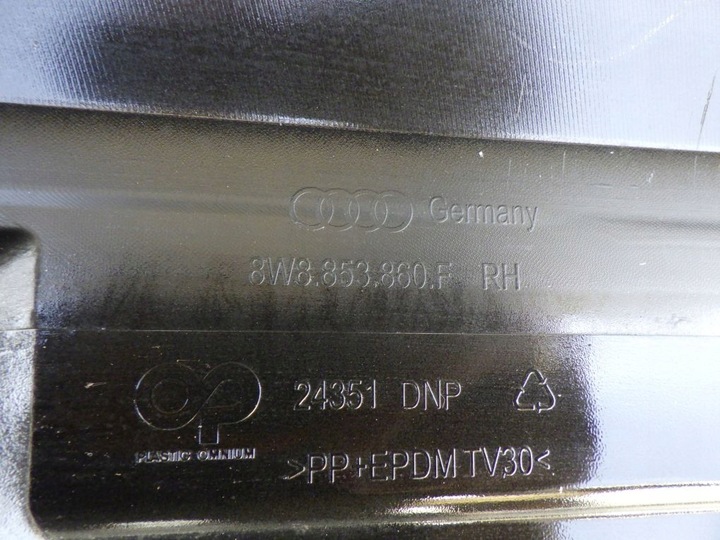 Germany
8W8.853.860.F RH
24351 DNP
PLASTIC OMNIUM
>PP+EPDM TV30<